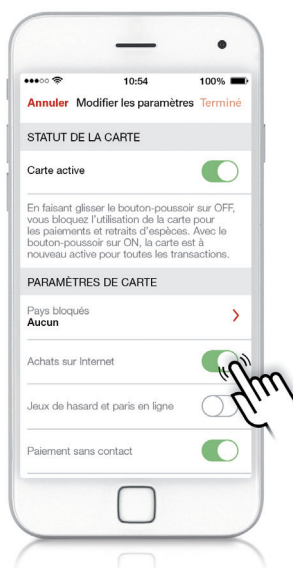 10:54
100%
Annuler Modifier les paramètres Terminé
STATUT DE LA CARTE
Carte active
En faisant glisser le bouton-poussoir sur OFF,
vous bloquez l'utilisation de la carte pour
les paiements et retraits d'espèces. Avec le
bouton-poussoir sur ON, la carte est à
nouveau active pour toutes les transactions.
PARAMÈTRES DE CARTE
Pays bloqués
Aucun
Achats sur Internet
Jeux de hasard et paris en ligne
Paiement sans contact